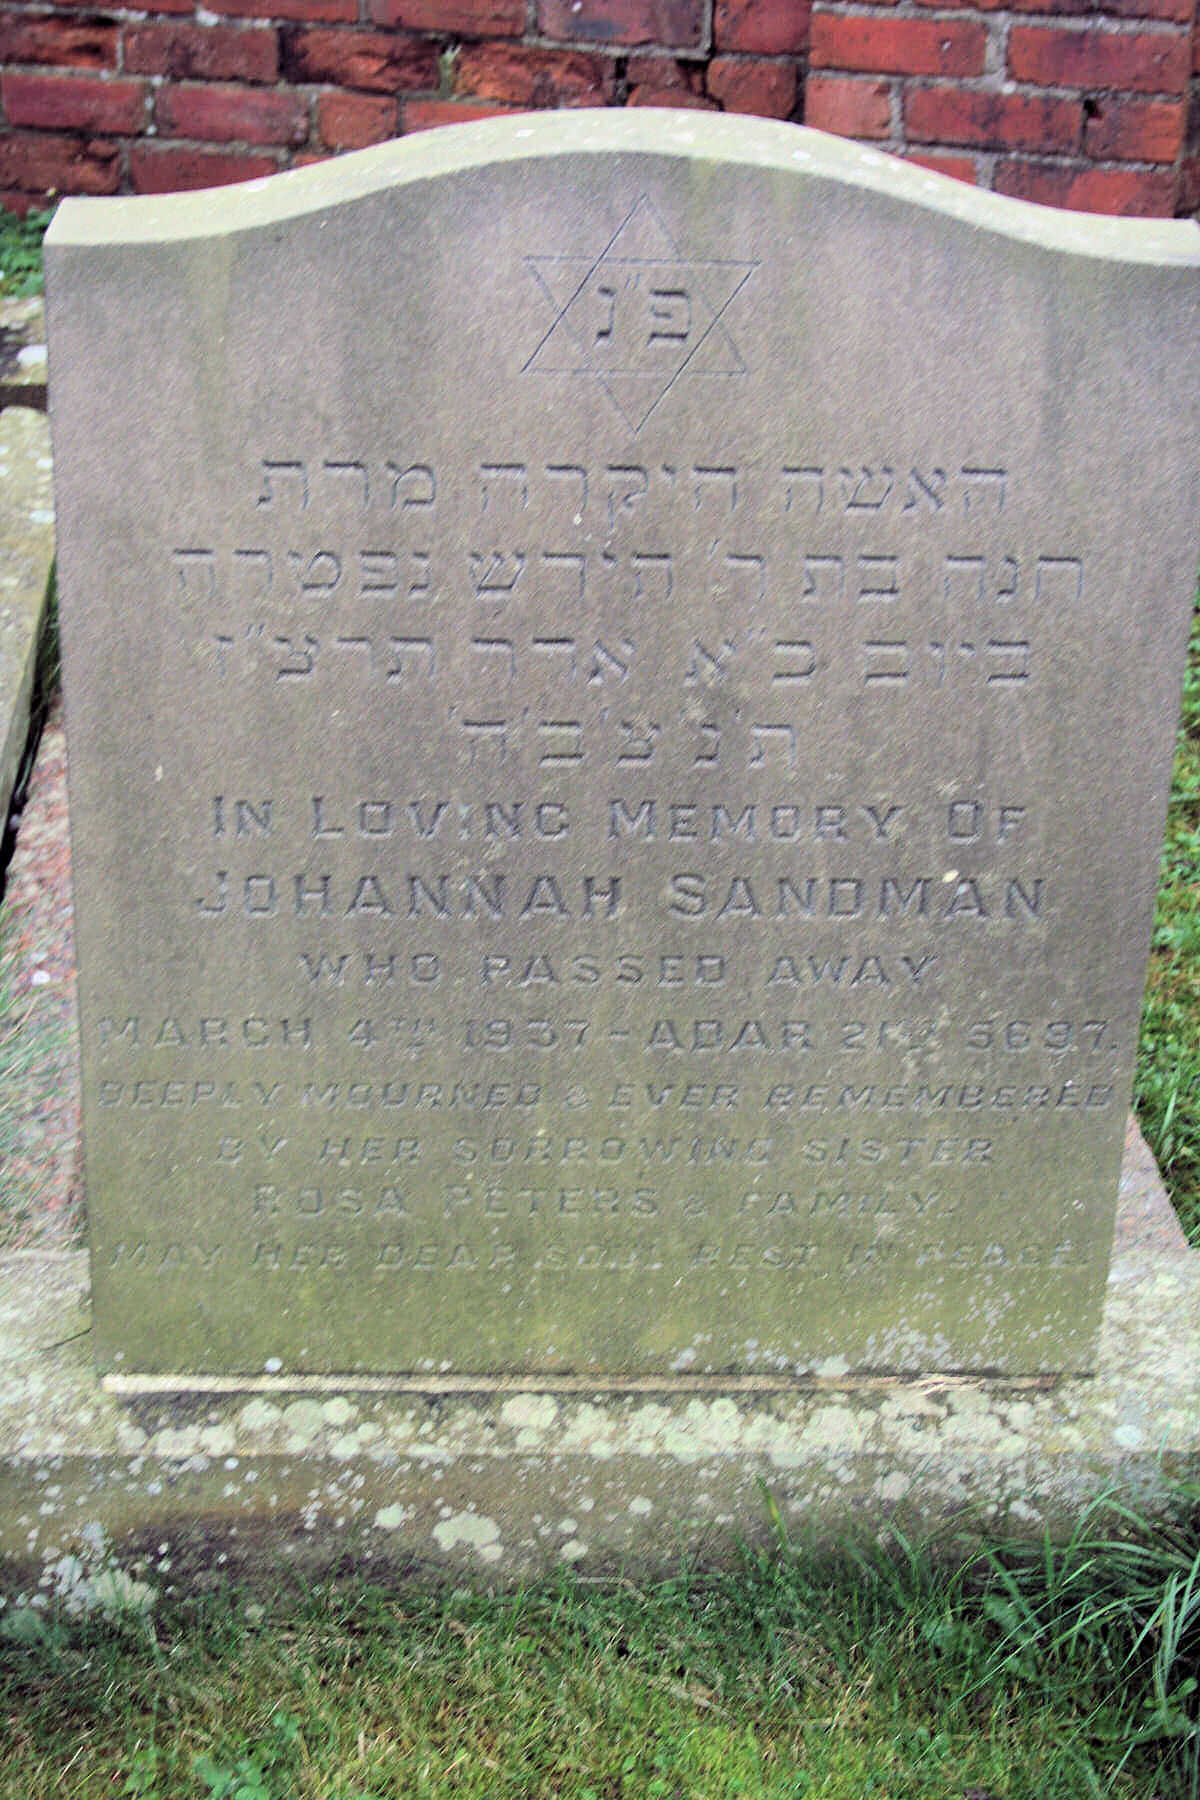 פ"נ
האשה היקרה מרת
חנה בת ר' הירש נפטרה
ביום כ"א אדר תרצ"ז
ת'נ'צ'ב'ה'
IN LOVING MEMORY OF
JOHANNAH SANDMAN
WHO PASSED AWAY
MARCH 4TH 1937 - ADAR 21ST 5697.
DEEPLY MOURNED & EVER REMEMBERED
BY HER SORROWING SISTER
ROSA PETERS & FAMILY.
MAY HER DEAR SOUL REST IN PEACE.